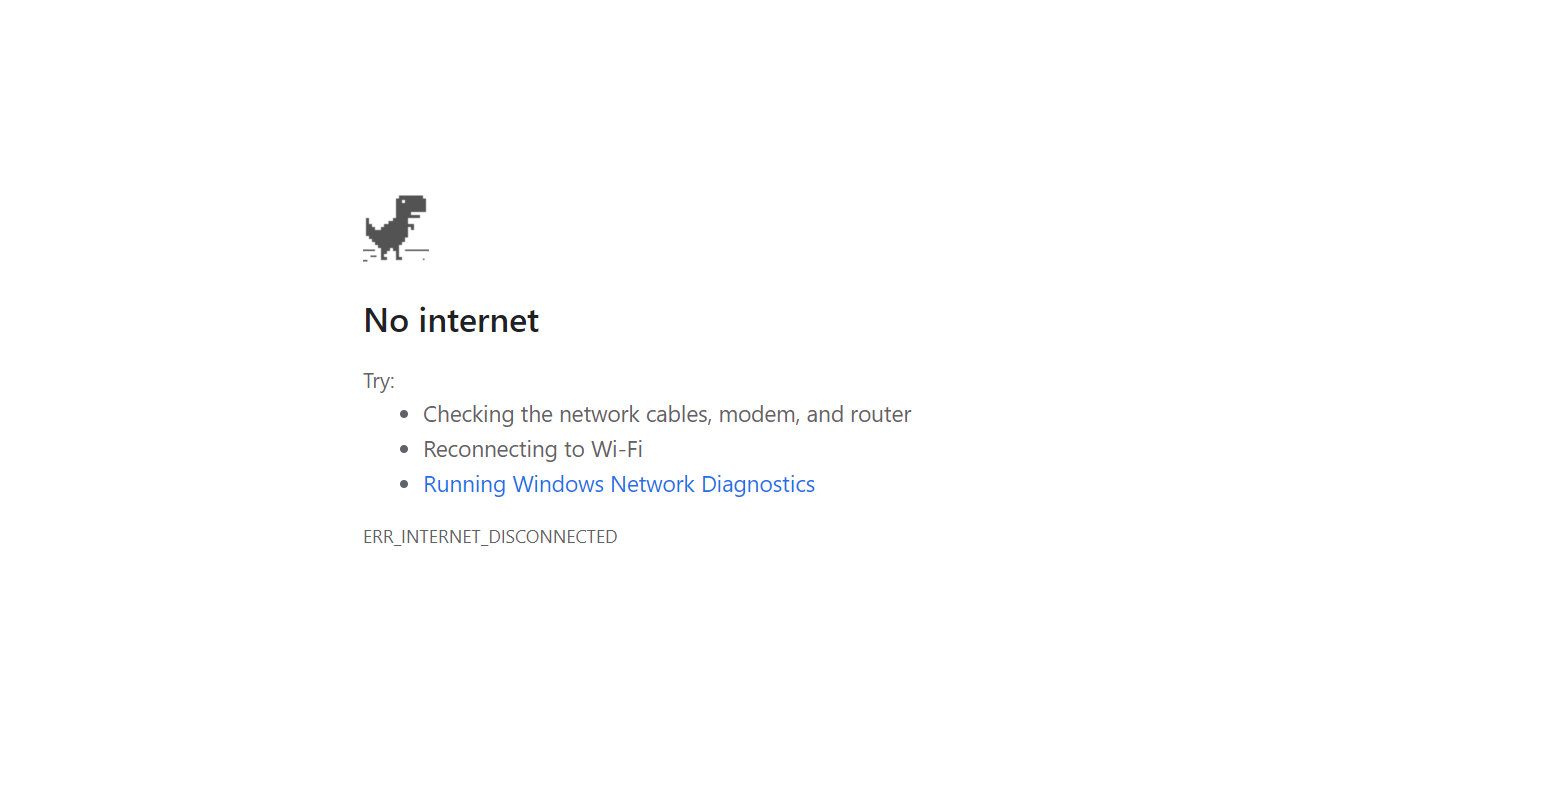 No internet
Try:
Checking the network cables, modem, and router
Reconnecting to Wi-Fi
Running Windows Network Diagnostics
ERR_INTERNET_DISCONNECTED